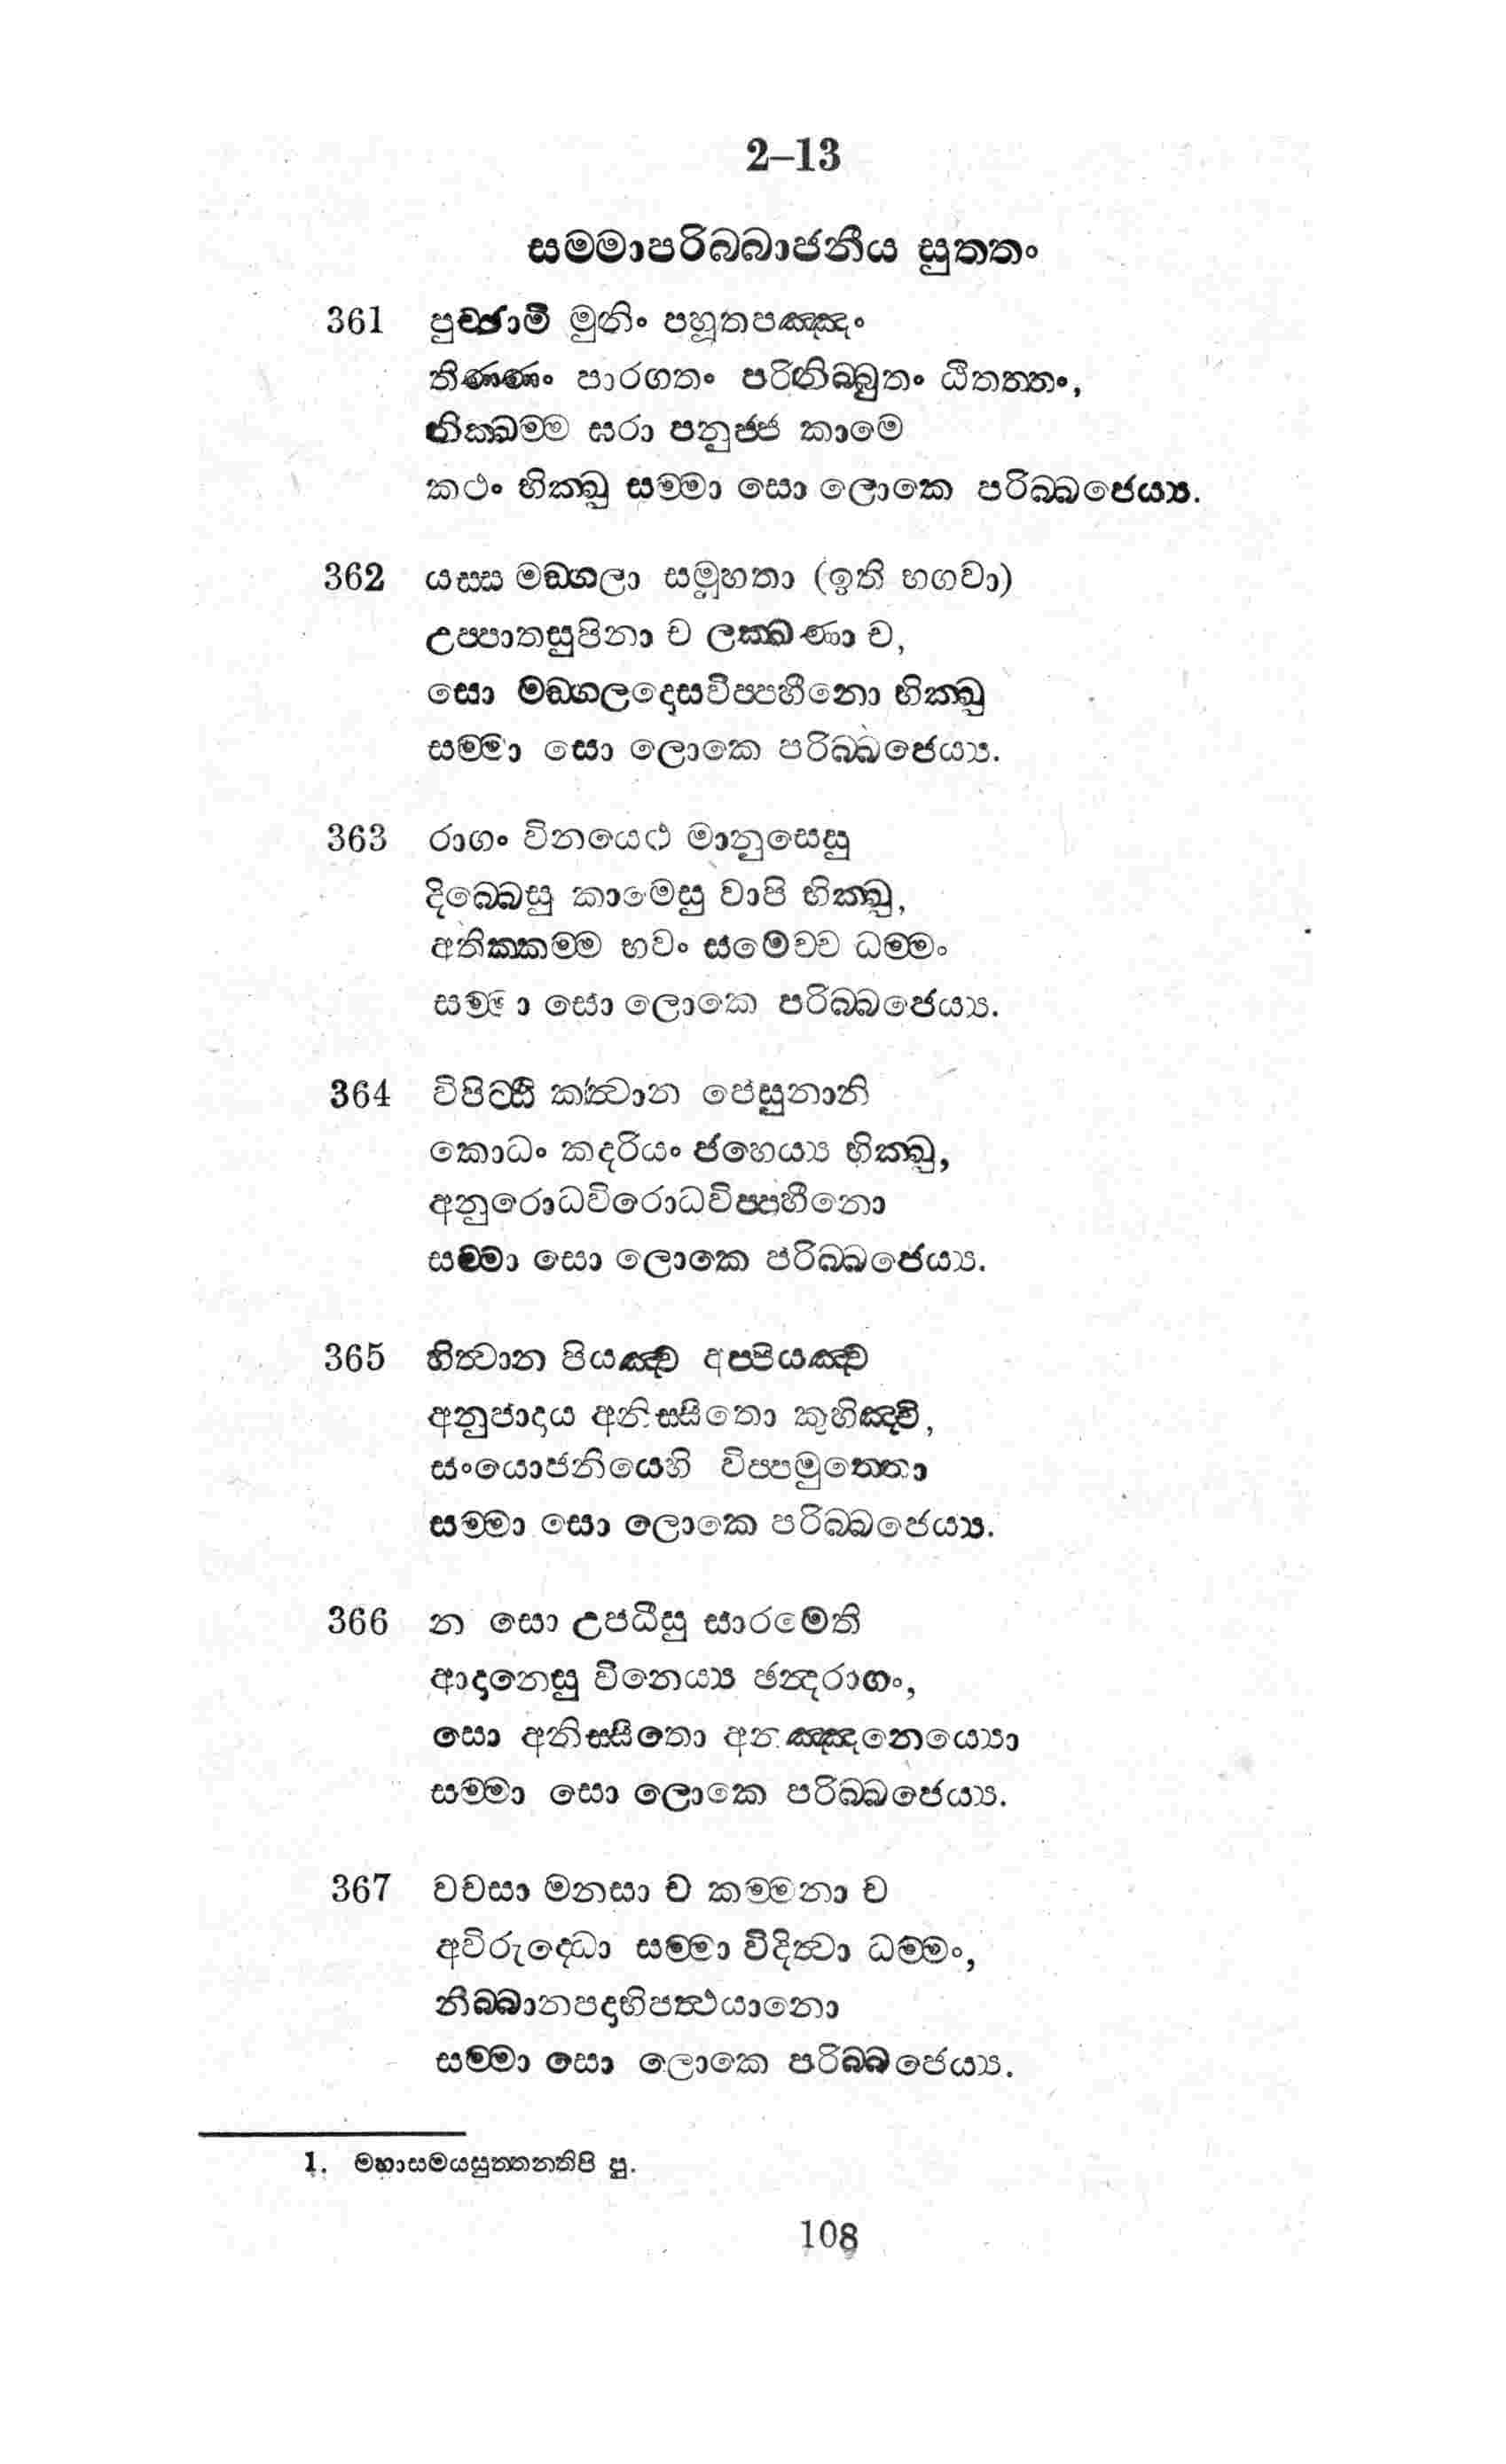 2–13
සම්මාපරිබ්බාජනීය සුත්තං
361 පුච්ඡාමි මුනිං පහූතපඤ්ඤං
තිණ්ණං පාරගතං පරිනිබ්බුතං ඨිතත්තං,
නික්ඛම්ම ඝරා පනුජ්ජ කාමෙ
කථං භික්ඛු සම්මා සො ලොකෙ පරිබ්බජෙය්‍ය.
362 යස්ස මඞ්ගලා සමූහතා (ඉති භගවා)
උප්පාතසුපිනා ච ලක්ඛණා ච,
සො මඞ්ගලදොසවිප්පහීනො භික්ඛු
සම්මා සො ලොකෙ පරිබ්බජෙය්‍ය.
363 රාගං විනයෙථ මානුසෙසු
දිබ්බෙසු කාමෙසු වාපි භික්ඛු,
අතික්කම්ම භවං සමෙච්ච ධම්මං
සම්මා සො ලොකෙ පරිබ්බජෙය්‍ය.
364 විපිට්ඨි කත්වාන පෙසුනානි
කොධං කදරියං ජහෙය්‍ය භික්ඛු,
අනුරොධවිරොධවිප්පහීනො
සම්මා සො ලොකෙ පරිබ්බජෙය්‍ය.
365 හිත්වාන පියඤ්ච අප්පියඤ්ච
අනුපාදාය අනිස්සිතො කුහිඤ්චි,
සංයොජනියෙහි විප්පමුත්තො
සම්මා සො ලොකෙ පරිබ්බජෙය්‍ය.
366 න සො උපධීසු සාරමෙති
ආදානෙසු විනෙය්‍ය ඡන්දරාගං,
සො අනිස්සිතො අනඤ්ඤනෙය්‍යො
සම්මා සො ලොකෙ පරිබ්බජෙය්‍ය.
367 වචසා මනසා ච කම්මනා ච
අවිරුද්ධො සම්මා විදිත්වා ධම්මං,
නිබ්බානපදාභිපත්ථයානො
සම්මා සො ලොකෙ පරිබ්බජෙය්‍ය.
1. මහාසමයසුත්තන්තිපි පු.
108